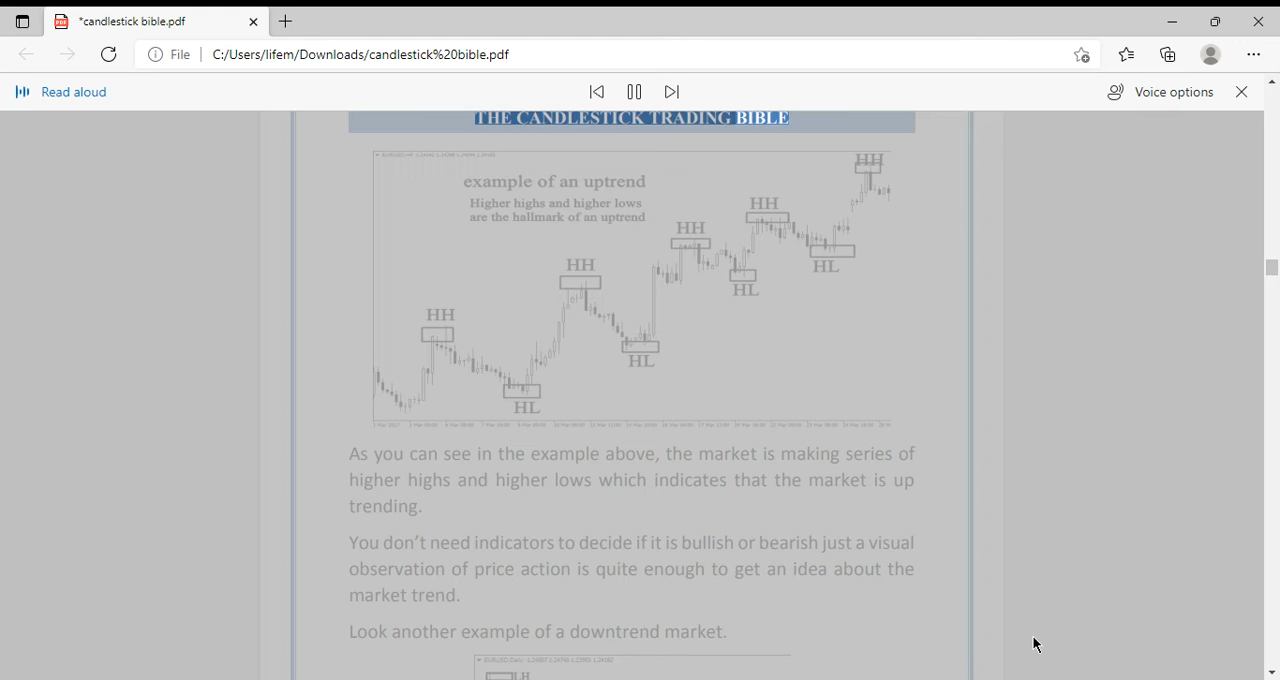 *candlestick bible.pdf
File C:/Users/lifem/Downloads/candlestick%20bible.pdf
Read aloud
Voice options
THE CANDLESTICK TRADING BIBLE
HH
example of an uptrend
Higher highs and higher lows
are the hallmark of an uptrend
HH
HH
HH
HL
HL
HH
HL
HL
As you can see in the example above, the market is making series of
higher highs and higher lows which indicates that the market is up
trending.
You don't need indicators to decide if it is bullish or bearish just a visual
observation of price action is quite enough to get an idea about the
market trend.
Look another example of a downtrend market.
LH